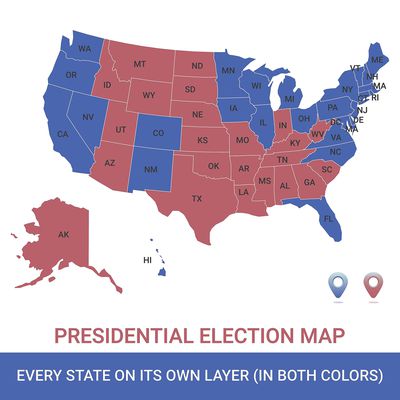 WA
MT
ND
MN
VT
ME
OR
ID
SD
WI
MI
NY
NH
MA
WY
RI
NV
NE
IA
PA
NJ
IL
IN
OH
DE
DC
CA
UT
CO
KS
MO
WV
VA
MA
KY
NC
AZ
NM
OK
AR
TN
SC
TX
LA
MS
AL
GA
FL
AK
HI
PRESIDENTIAL ELECTION MAP
EVERY STATE ON ITS OWN LAYER (IN BOTH COLORS)